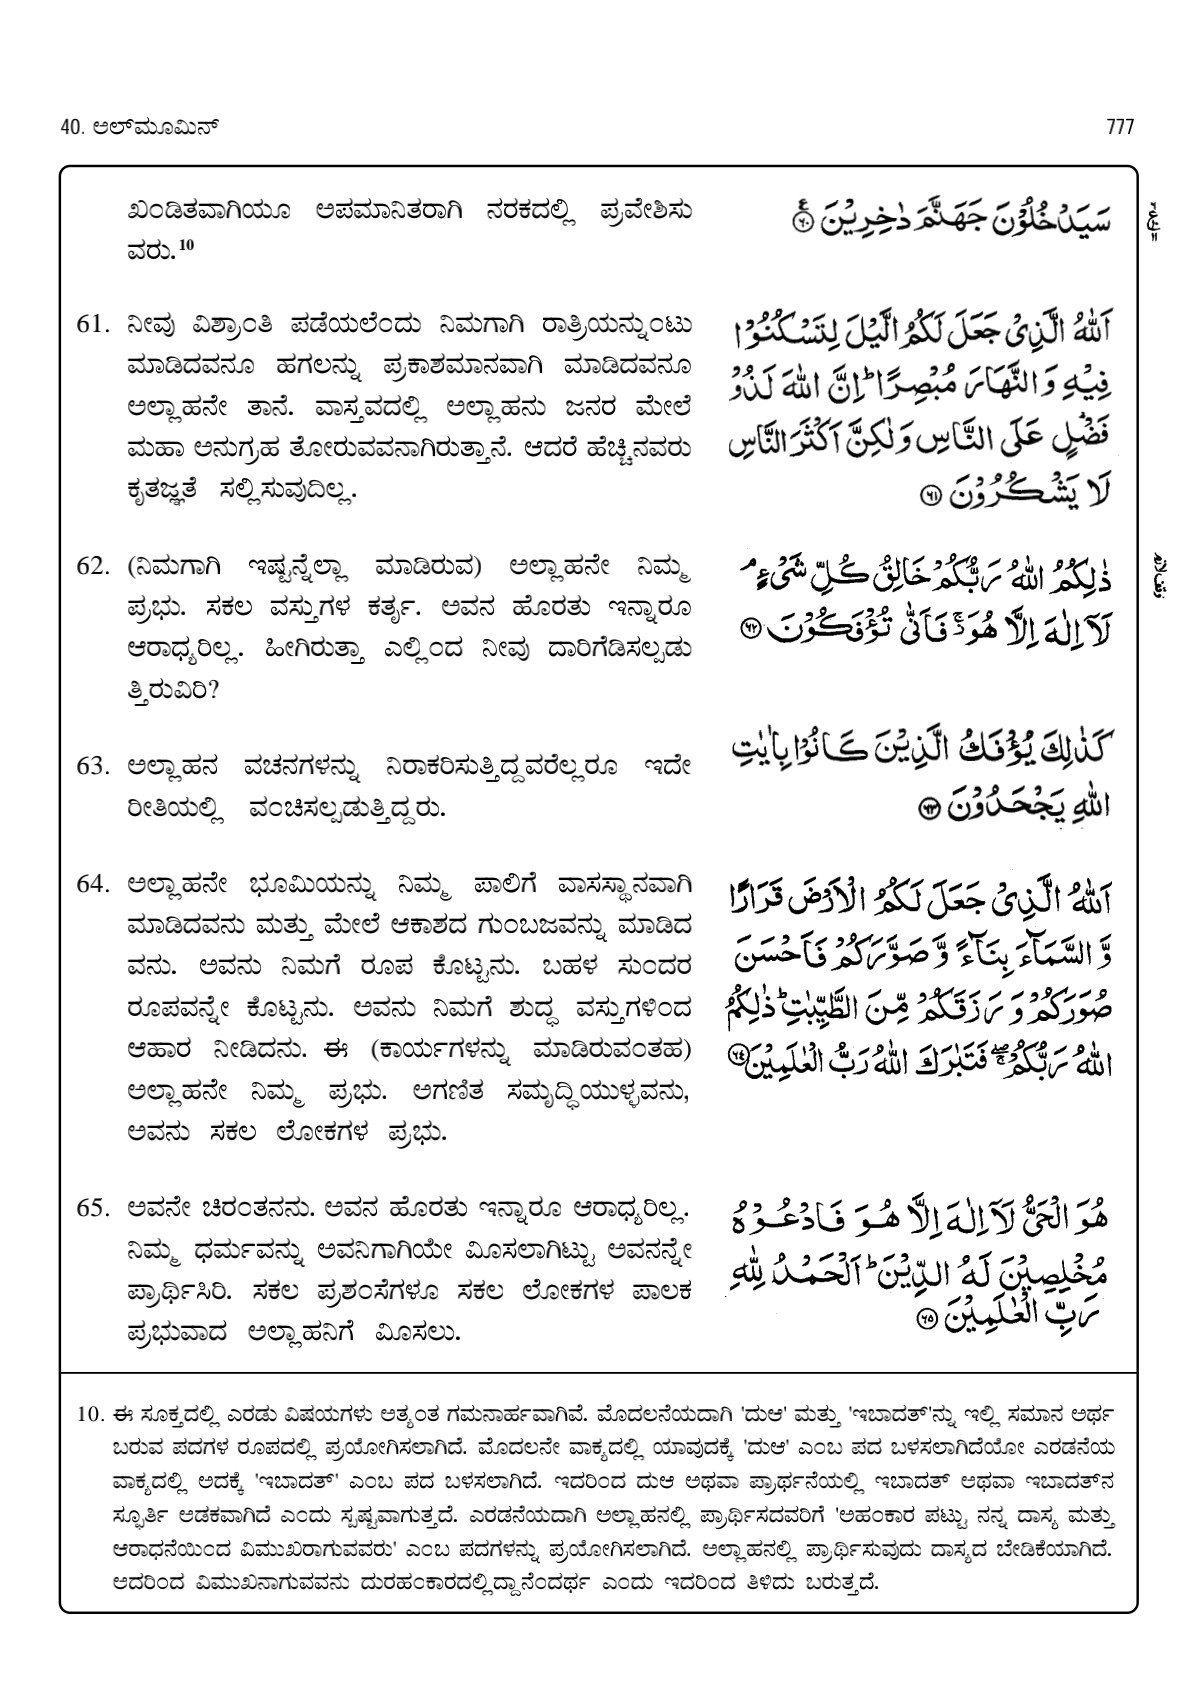 40. ಅಲ್‌ಮೂಮಿನ್
777
ಖಂಡಿತವಾಗಿಯೂ ಅಪಮಾನಿತರಾಗಿ ನರಕದಲ್ಲಿ ಪ್ರವೇಶಿಸು
ವರು.10
سَيَدْخُلُوْنَ جَهَنَّمَ دٰخِرِيْنَ ﴿٦٠﴾
61. ನೀವು ವಿಶ್ರಾಂತಿ ಪಡೆಯಲೆಂದು ನಿಮಗಾಗಿ ರಾತ್ರಿಯನ್ನುಂಟು
ಮಾಡಿದವನೂ ಹಗಲನ್ನು ಪ್ರಕಾಶಮಾನವಾಗಿ ಮಾಡಿದವನೂ
ಅಲ್ಲಾಹನೇ ತಾನೆ. ವಾಸ್ತವದಲ್ಲಿ ಅಲ್ಲಾಹನು ಜನರ ಮೇಲೆ
ಮಹಾ ಅನುಗ್ರಹ ತೋರುವವನಾಗಿರುತ್ತಾನೆ. ಆದರೆ ಹೆಚ್ಚಿನವರು
ಕೃತಜ್ಞತೆ ಸಲ್ಲಿಸುವುದಿಲ್ಲ.
اَللّٰهُ الَّذِىْ جَعَلَ لَكُمُ الَّيْلَ لِتَسْكُنُوْا
فِيْهِ وَالنَّهَارَ مُبْصِرًا ؕ اِنَّ اللّٰهَ لَذُوْ
فَضْلٍ عَلَى النَّاسِ وَلٰكِنَّ اَكْثَرَ النَّاسِ
لَا يَشْكُرُوْنَ ﴿٦١﴾
62. (ನಿಮಗಾಗಿ ಇಷ್ಟನ್ನೆಲ್ಲಾ ಮಾಡಿರುವ) ಅಲ್ಲಾಹನೇ ನಿಮ್ಮ
ಪ್ರಭು. ಸಕಲ ವಸ್ತುಗಳ ಕರ್ತೃ. ಅವನ ಹೊರತು ಇನ್ನಾರೂ
ಆರಾಧ್ಯರಿಲ್ಲ. ಹೀಗಿರುತ್ತಾ ಎಲ್ಲಿಂದ ನೀವು ದಾರಿಗೆಡಿಸಲ್ಪಡು
ತ್ತಿರುವಿರಿ?
ذٰلِكُمُ اللّٰهُ رَبُّكُمْ خَالِقُ كُلِّ شَىْءٍ ۘ
لَاۤ اِلٰهَ اِلَّا هُوَ ۚ فَاَنّٰى تُؤْفَكُوْنَ ﴿٦٢﴾
63. ಅಲ್ಲಾಹನ ವಚನಗಳನ್ನು ನಿರಾಕರಿಸುತ್ತಿದ್ದವರೆಲ್ಲರೂ ಇದೇ
ರೀತಿಯಲ್ಲಿ ವಂಚಿಸಲ್ಪಡುತ್ತಿದ್ದರು.
كَذٰلِكَ يُؤْفَكُ الَّذِيْنَ كَانُوْا بِاٰيٰتِ
اللّٰهِ يَجْحَدُوْنَ ﴿٦٣﴾
64. ಅಲ್ಲಾಹನೇ ಭೂಮಿಯನ್ನು ನಿಮ್ಮ ಪಾಲಿಗೆ ವಾಸಸ್ಥಾನವಾಗಿ
ಮಾಡಿದವನು ಮತ್ತು ಮೇಲೆ ಆಕಾಶದ ಗುಂಬಜವನ್ನು ಮಾಡಿದ
ವನು. ಅವನು ನಿಮಗೆ ರೂಪ ಕೊಟ್ಟನು. ಬಹಳ ಸುಂದರ
ರೂಪವನ್ನೇ ಕೊಟ್ಟನು. ಅವನು ನಿಮಗೆ ಶುದ್ಧ ವಸ್ತುಗಳಿಂದ
ಆಹಾರ ನೀಡಿದನು. ಈ (ಕಾರ್ಯಗಳನ್ನು ಮಾಡಿರುವಂತಹ)
ಅಲ್ಲಾಹನೇ ನಿಮ್ಮ ಪ್ರಭು. ಅಗಣಿತ ಸಮೃದ್ಧಿಯುಳ್ಳವನು,
ಅವನು ಸಕಲ ಲೋಕಗಳ ಪ್ರಭು.
اَللّٰهُ الَّذِىْ جَعَلَ لَكُمُ الْاَرْضَ قَرَارًا
وَّ السَّمَآءَ بِنَآءً وَّ صَوَّرَكُمْ فَاَحْسَنَ
صُوَرَكُمْ وَرَزَقَكُمْ مِّنَ الطَّيِّبٰتِ ؕ ذٰلِكُمُ
اللّٰهُ رَبُّكُمْ ۖۚ فَتَبٰرَكَ اللّٰهُ رَبُّ الْعٰلَمِيْنَ ﴿٦٤﴾
65. ಅವನೇ ಚಿರಂತನನು. ಅವನ ಹೊರತು ಇನ್ನಾರೂ ಆರಾಧ್ಯರಿಲ್ಲ.
ನಿಮ್ಮ ಧರ್ಮವನ್ನು ಅವನಿಗಾಗಿಯೇ ಮೀಸಲಾಗಿಟ್ಟು ಅವನನ್ನೇ
ಪ್ರಾರ್ಥಿಸಿರಿ. ಸಕಲ ಪ್ರಶಂಸೆಗಳೂ ಸಕಲ ಲೋಕಗಳ ಪಾಲಕ
ಪ್ರಭುವಾದ ಅಲ್ಲಾಹನಿಗೆ ಮೀಸಲು.
هُوَ الْحَىُّ لَاۤ اِلٰهَ اِلَّا هُوَ فَادْعُوْهُ
مُخْلِصِيْنَ لَهُ الدِّيْنَ ؕ اَلْحَمْدُ لِلّٰهِ
رَبِّ الْعٰلَمِيْنَ ﴿٦٥﴾
10. ಈ ಸೂಕ್ತದಲ್ಲಿ ಎರಡು ವಿಷಯಗಳು ಅತ್ಯಂತ ಗಮನಾರ್ಹವಾಗಿವೆ. ಮೊದಲನೆಯದಾಗಿ 'ದುಆ' ಮತ್ತು 'ಇಬಾದತ್'ನ್ನು ಇಲ್ಲಿ ಸಮಾನ ಅರ್ಥ
ಬರುವ ಪದಗಳ ರೂಪದಲ್ಲಿ ಪ್ರಯೋಗಿಸಲಾಗಿದೆ. ಮೊದಲನೇ ವಾಕ್ಯದಲ್ಲಿ ಯಾವುದಕ್ಕೆ 'ದುಆ' ಎಂಬ ಪದ ಬಳಸಲಾಗಿದೆಯೋ ಎರಡನೆಯ
ವಾಕ್ಯದಲ್ಲಿ ಅದಕ್ಕೆ 'ಇಬಾದತ್' ಎಂಬ ಪದ ಬಳಸಲಾಗಿದೆ. ಇದರಿಂದ ದುಆ ಅಥವಾ ಪ್ರಾರ್ಥನೆಯಲ್ಲಿ ಇಬಾದತ್ ಅಥವಾ ಇಬಾದತ್‌ನ
ಸ್ಫೂರ್ತಿ ಅಡಕವಾಗಿದೆ ಎಂದು ಸ್ಪಷ್ಟವಾಗುತ್ತದೆ. ಎರಡನೆಯದಾಗಿ ಅಲ್ಲಾಹನಲ್ಲಿ ಪ್ರಾರ್ಥಿಸದವರಿಗೆ 'ಅಹಂಕಾರ ಪಟ್ಟು ನನ್ನ ದಾಸ್ಯ ಮತ್ತು
ಆರಾಧನೆಯಿಂದ ವಿಮುಖರಾಗುವವರು' ಎಂಬ ಪದಗಳನ್ನು ಪ್ರಯೋಗಿಸಲಾಗಿದೆ. ಅಲ್ಲಾಹನಲ್ಲಿ ಪ್ರಾರ್ಥಿಸುವುದು ದಾಸ್ಯದ ಬೇಡಿಕೆಯಾಗಿದೆ.
ಆದರಿಂದ ವಿಮುಖನಾಗುವವನು ದುರಹಂಕಾರದಲ್ಲಿದ್ದಾನೆಂದರ್ಥ ಎಂದು ಇದರಿಂದ ತಿಳಿದು ಬರುತ್ತದೆ.